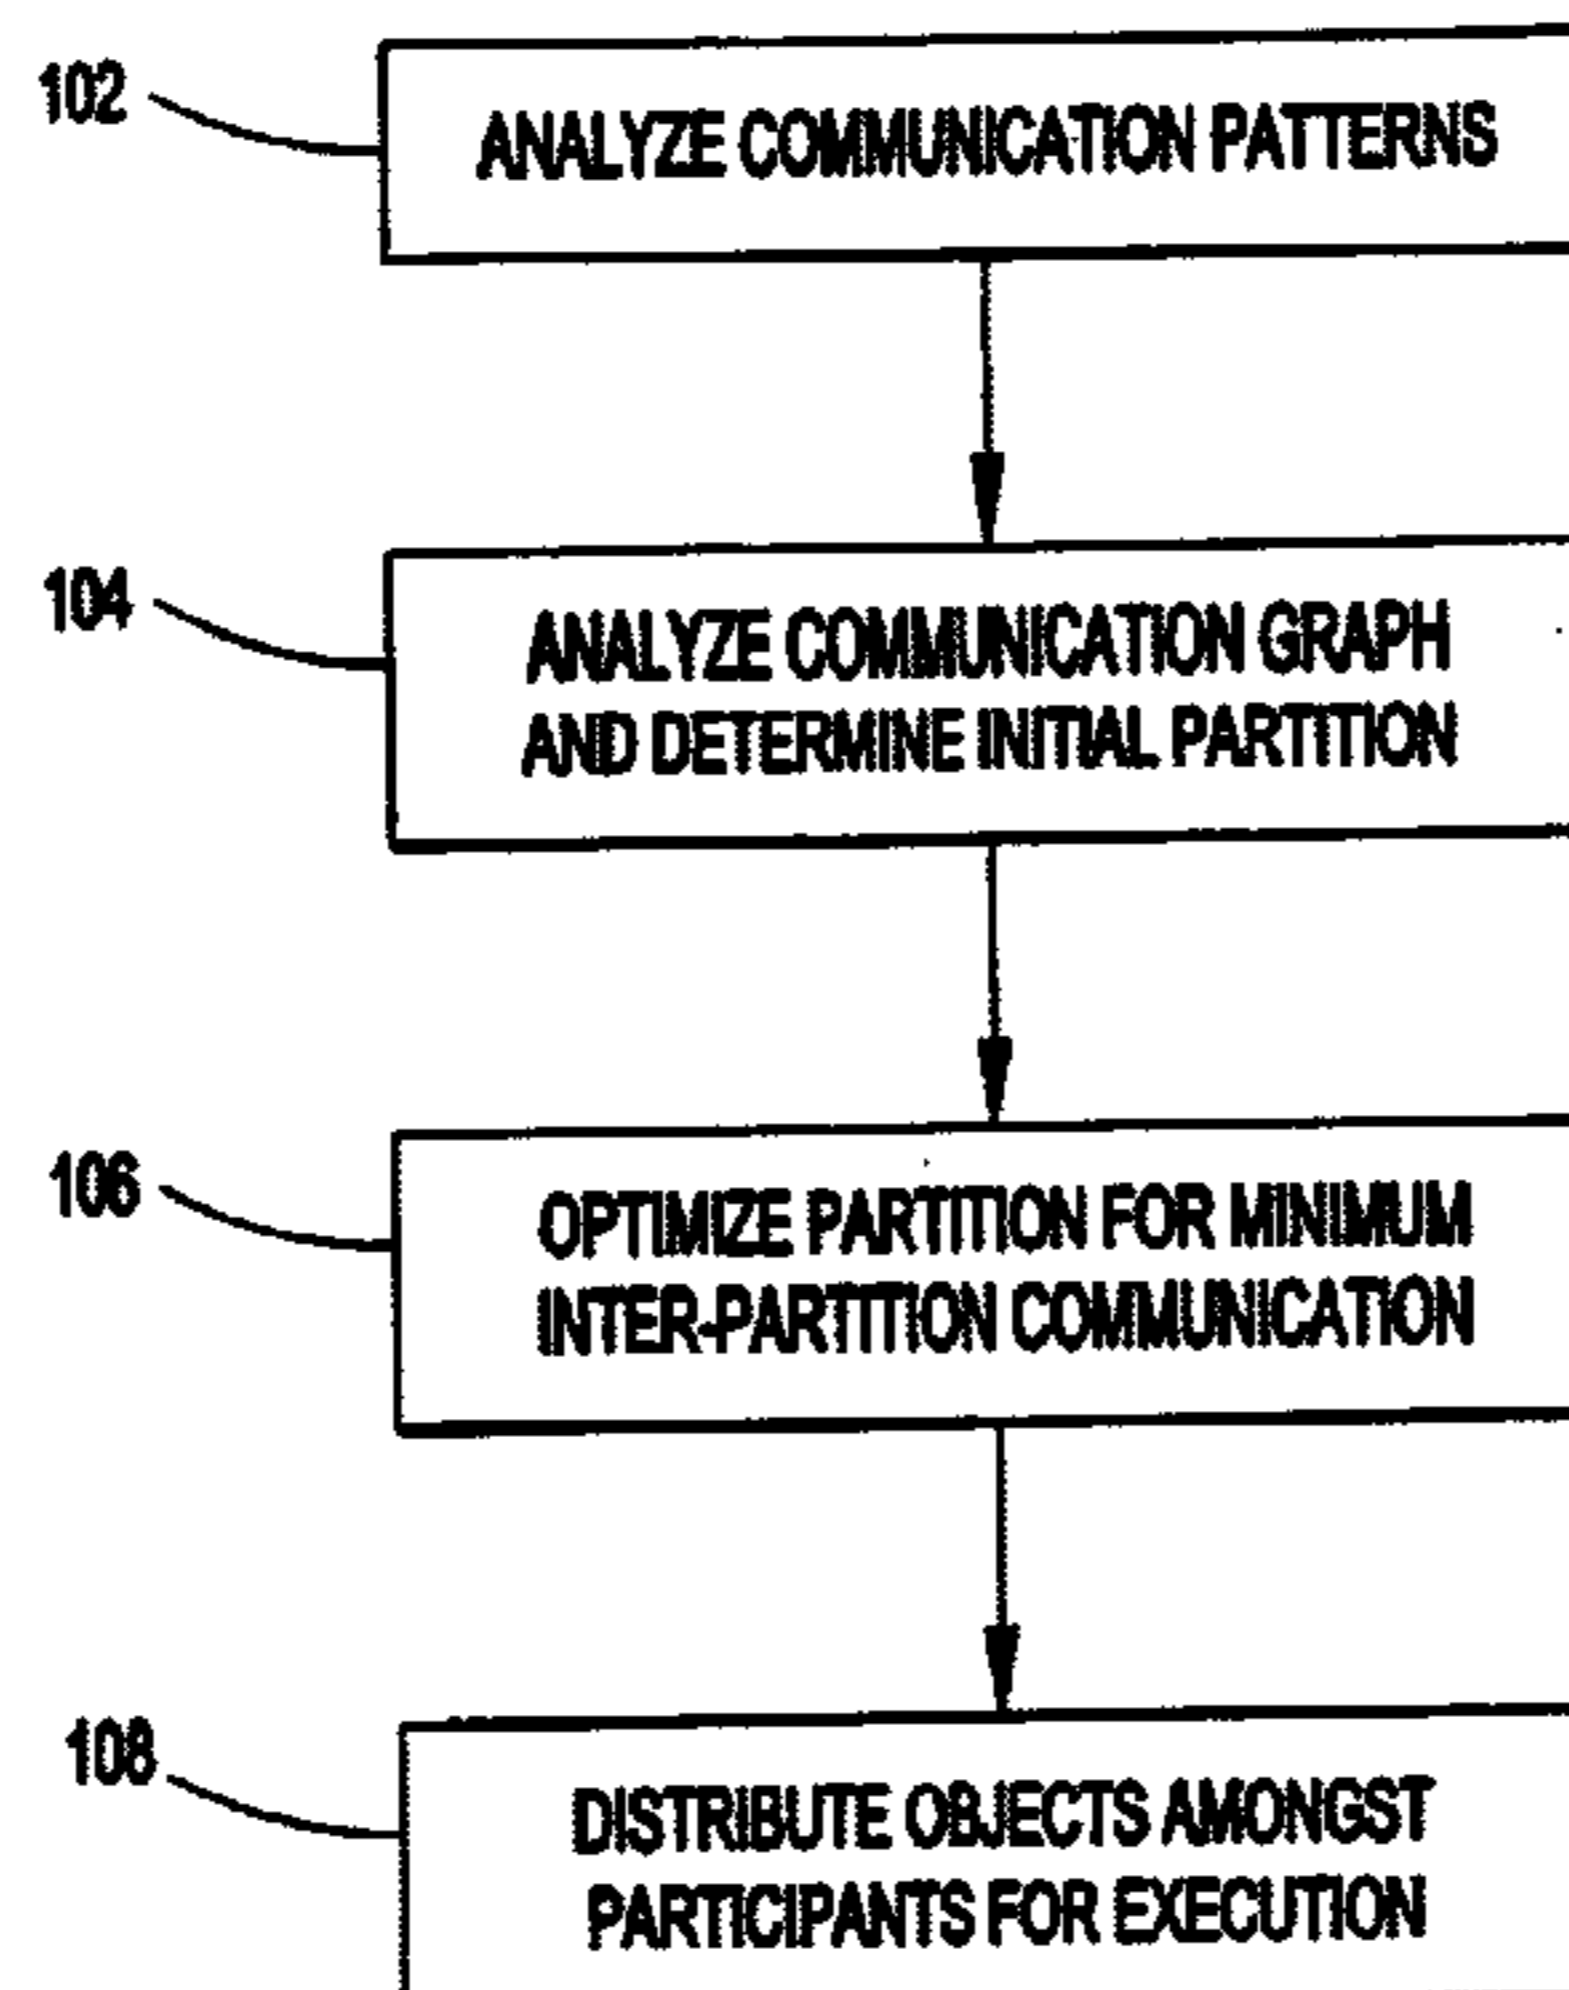 102
ANALYZE COMMUNICATION PATTERNS
104
ANALYZE COMMUNICATION GRAPH
AND DETERMINE INITIAL PARTITION
106
OPTIMIZE PARTITION FOR MINIMUM
INTER-PARTITION COMMUNICATION
108
DISTRIBUTE OBJECTS AMONGST
PARTICIPANTS FOR EXECUTION